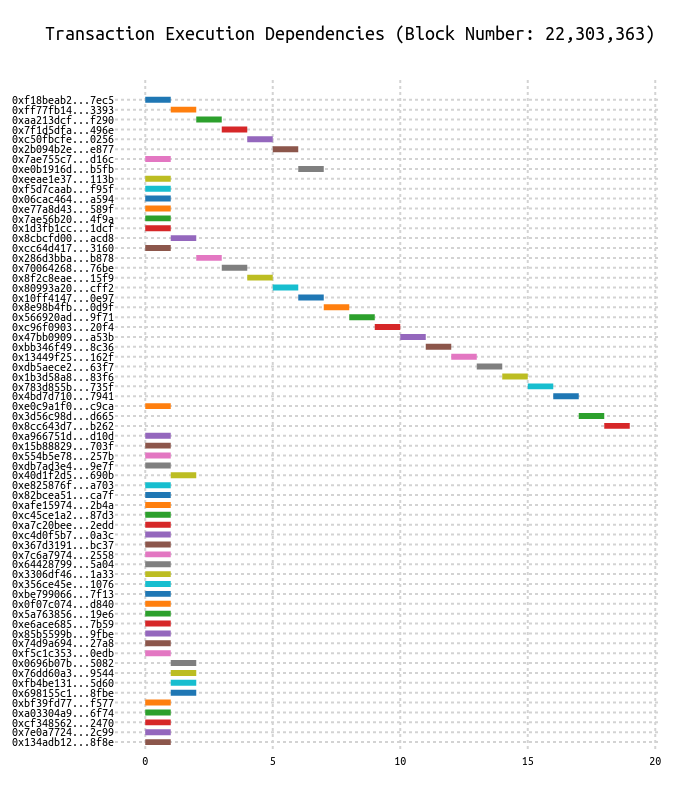 Transaction Execution Dependencies (Block Number: 22,303,363)
0xf18beab2...7ec5
0xff77fb14...3393
0xaa213dcf...f290
0x7f1d5dfa...496e
0xc50fbcfe...0256
0x2b094b2e...e877
0x7ae755c7...d16c
0xe0b1916d...b5fb
0xeeae1e37...113b
0xf5d7caab...f95f
0x06cac464...a594
0xe77a8d43...589f
0x7ae56b20...4f9a
0x1d3fb1cc...1dcf
0x8cbcfd00...acd8
0xcc64d417...3160
0x286d3bba...b878
0x70064268...76be
0x8f2c8eae...15f9
0x80993a20...cff2
0x10ff4147...0e97
0x8e98b4fb...0d9f
0x566920ad...9f71
0xc96f0903...20f4
0x47bb0909...a53b
0xbb346f49...8c36
0x13449f25...162f
0xdb5aece2...63f7
0x1b3d58a8...83f6
0x783d855b...735f
0x4bd7d710...7941
0xe0c9a1f0...c9ca
0x3d56c98d...d665
0x8cc643d7...b262
0xa966751d...d10d
0x15b88829...703f
0x554b5e78...257b
0xdb7ad3e4...9e7f
0x40d1f2d5...690b
0xe825876f...a703
0x82bcea51...ca7f
0xafe15974...2b4a
0xc45ce1a2...87d3
0xa7c20bee...2edd
0xc4d0f5b7...0a3c
0x367d3191...bc37
0x7c6a7974...2558
0x64428799...5a04
0x3306df46...1a33
0x356ce45e...1076
0xbe799066...7f13
0x0f07c074...d840
0x5a763856...19e6
0xe6ace685...7b59
0x85b5599b...9fbe
0x74d9a694...27a8
0xf5c1c353...0edb
0x0696b07b...5082
0x76dd60a3...9544
0xfb4be131...5d60
0x698155c1...8fbe
0xbf39fd77...f577
0xa03304a9...6f74
0xcf348562...2470
0x7e0a7724...2c99
0x134adb12...8f8e
0 5 10 15 20